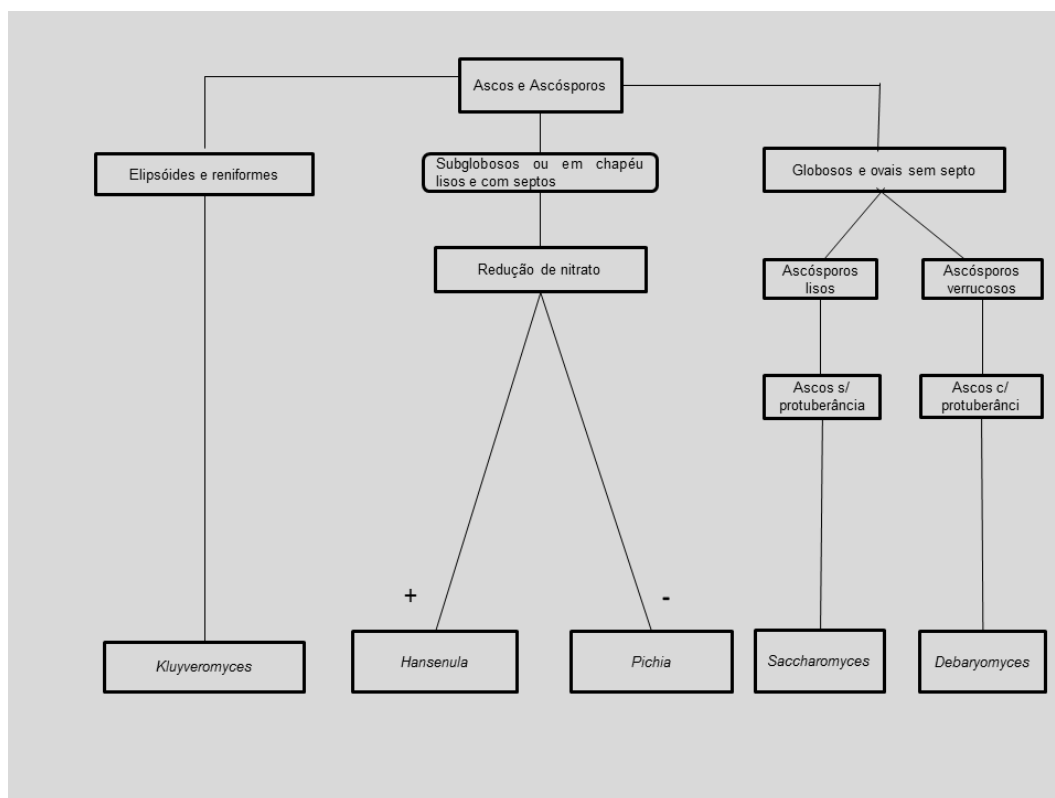 Ascos e Ascósporos
Elipsóides e reniformes
Subglobosos ou em chapéu
lisos e com septos
Globosos e ovais sem septo
Redução de nitrato
Ascósporos
lisos
Ascósporos
verrucosos
Ascos s/
protuberância
Ascos c/
protuberânci
+
-
Kluyveromyces
Hansenula
Pichia
Saccharomyces
Debaryomyces